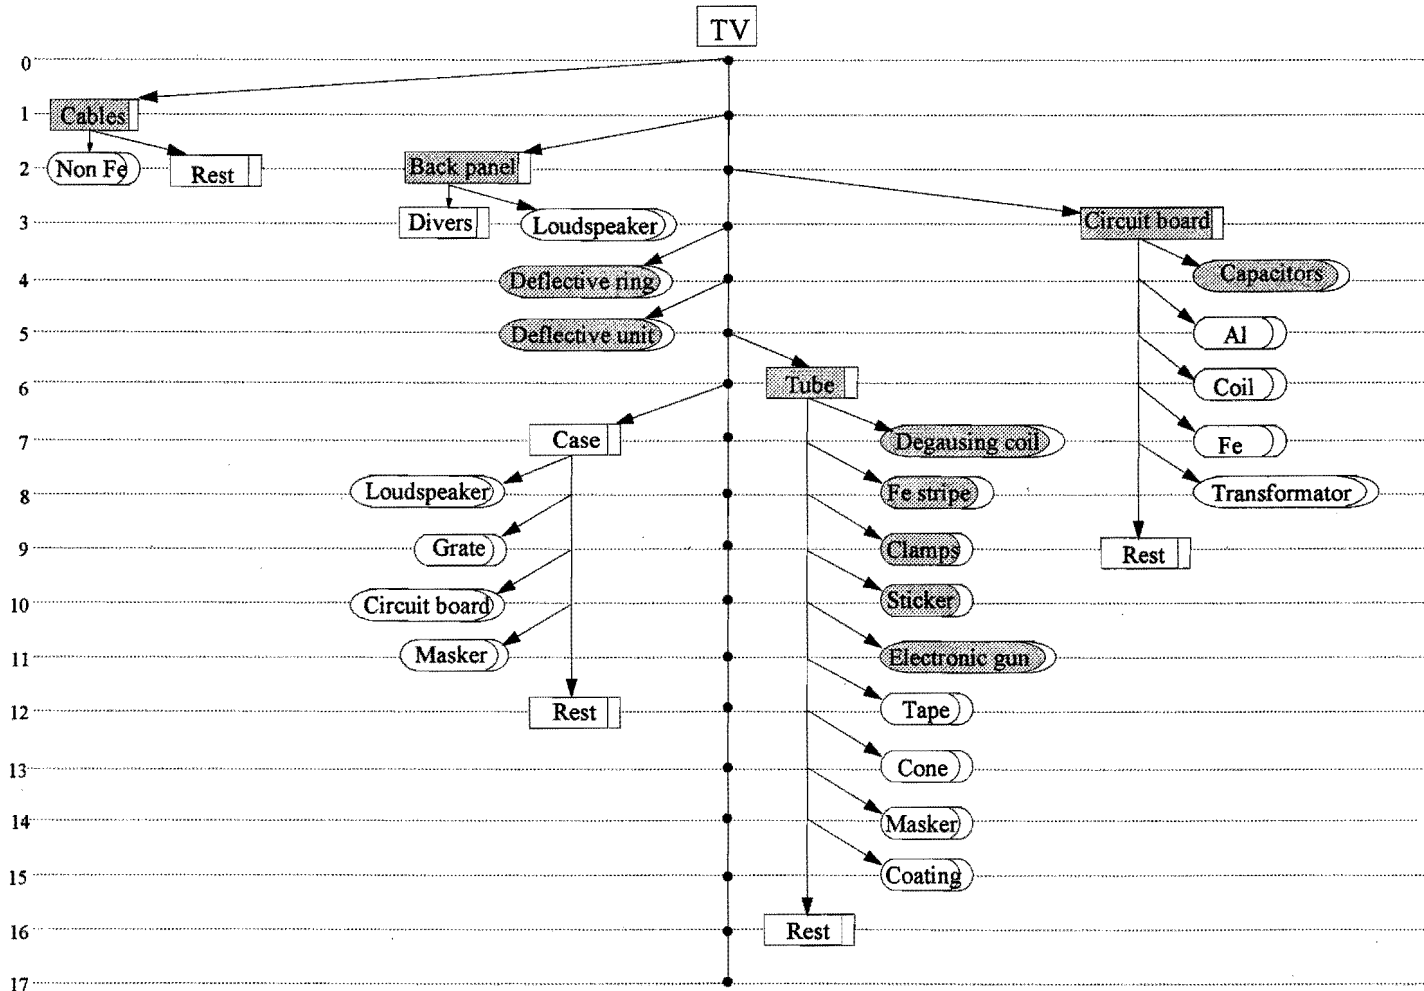 TV
0
1 Cables
2 Non Fe Rest Back panel
3 Divers Loudspeaker Circuit board
4 Deflective ring Capacitors
5 Deflective unit Al
6 Tube Coil
7 Case Degausing coil Fe
8 Loudspeaker Fe stripe Transformator
9 Grate Clamps Rest
10 Circuit board Sticker
11 Masker Electronic gun
12 Rest Tape
13 Cone
14 Masker
15 Coating
16 Rest
17